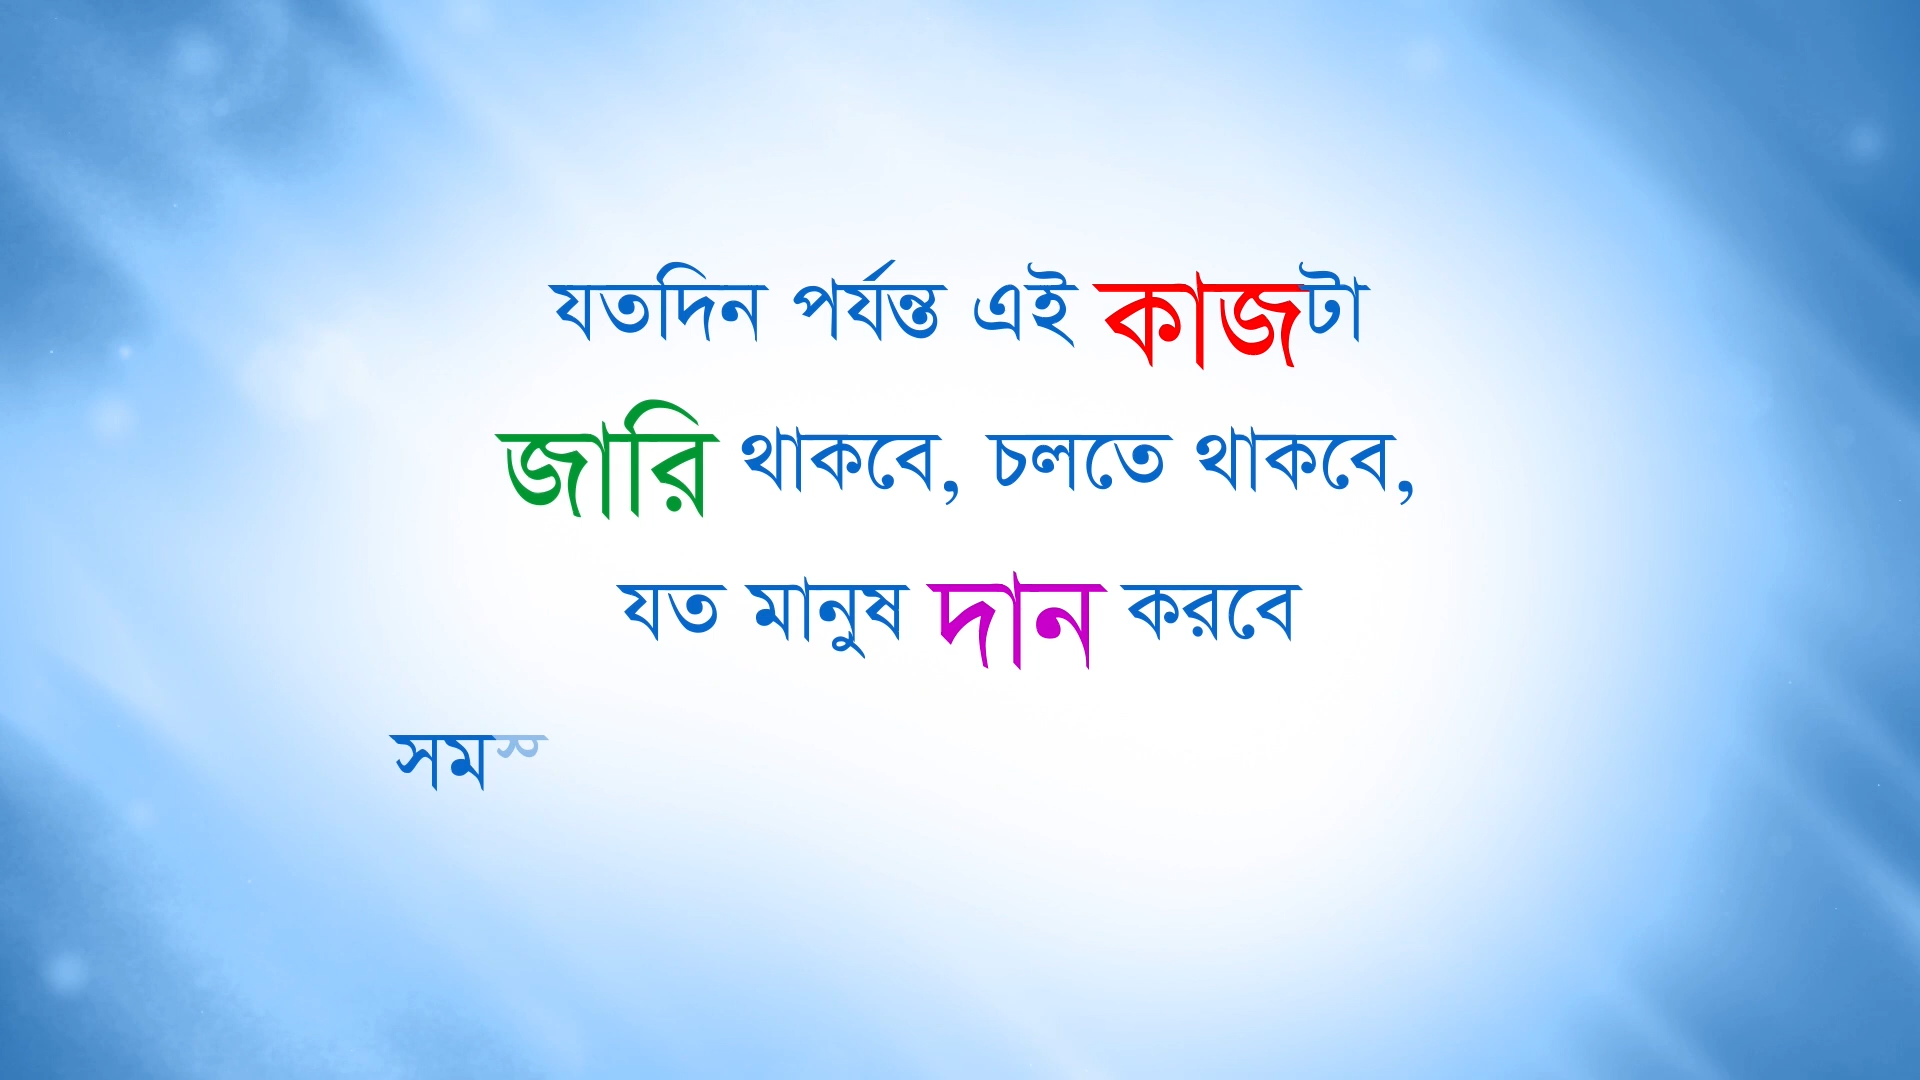 যতদিন পর্যন্ত এই কাজটা
জারি থাকবে, চলতে থাকবে,
যত মানুষ দান করবে
সম